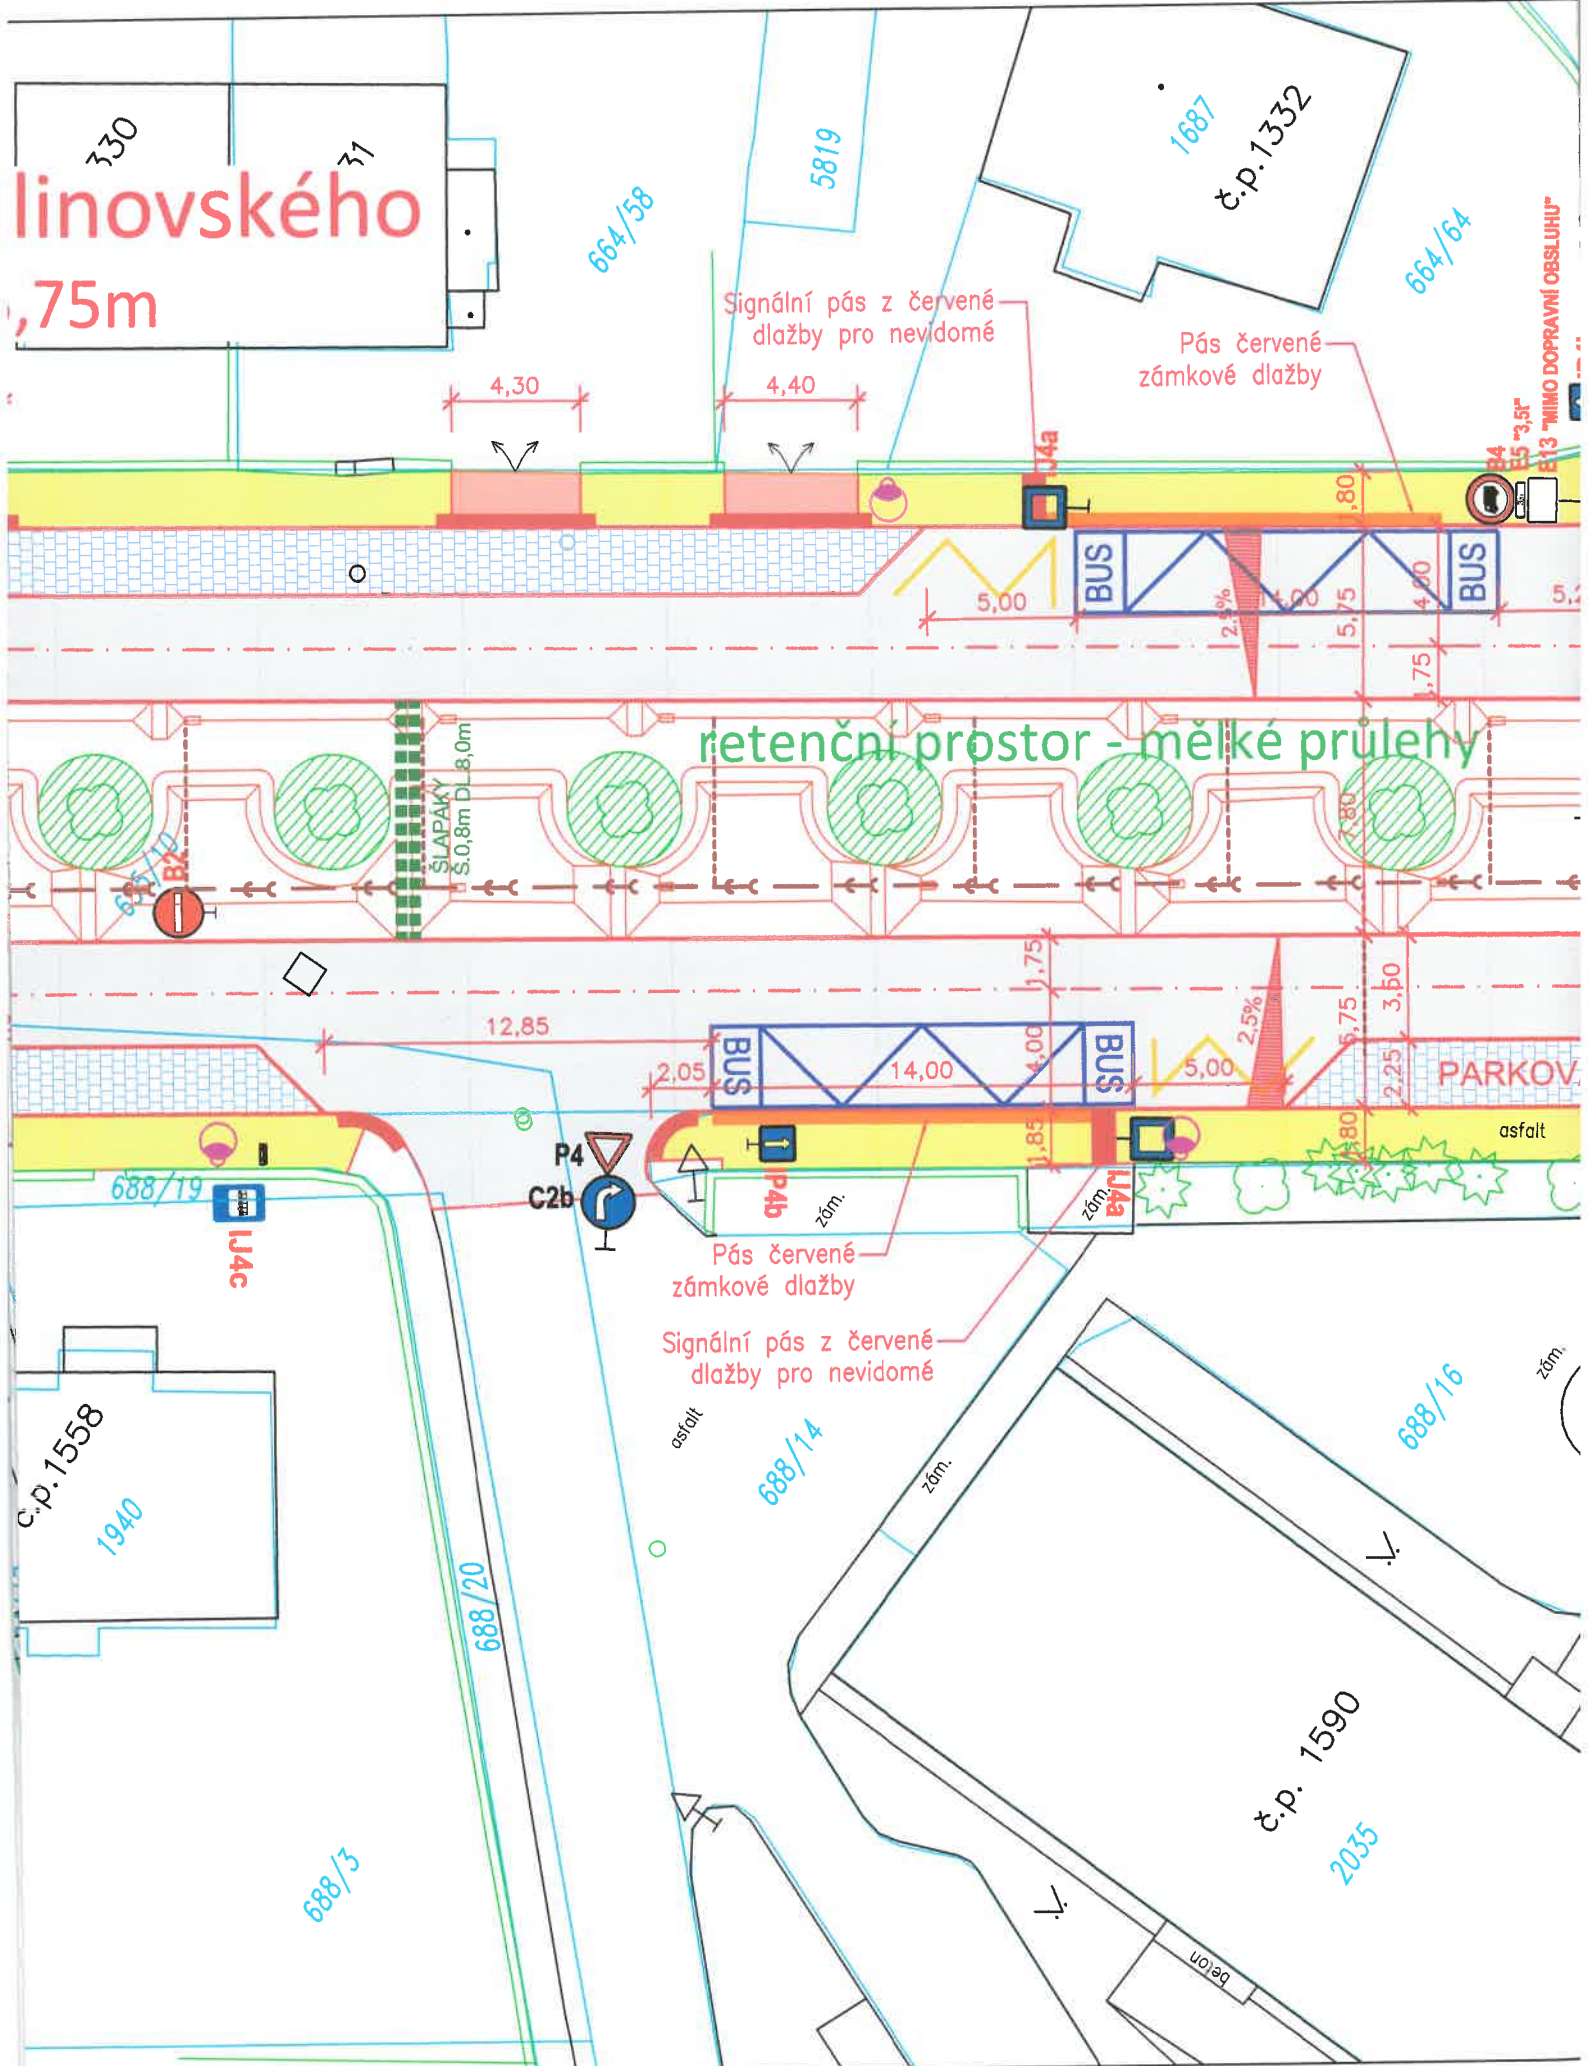 330
31
linovského
,75m
664/58
5819
1687
č.p.1332
664/64
Signální pás z červené
dlažby pro nevidomé
Pás červené
zámkové dlažby
4,30
4,40
IJ4a
B4
E5 "3,5t"
E13 "MIMO DOPRAVNÍ OBSLUHU"
1,80
BUS
BUS
5,00
2,5%
5,75
4,00
1,75
retenční prostor - mělké průlehy
ŠLAPÁKY
Š.0,8m DL.8,0m
7,80
B2
12,85
2,05
BUS
14,00
BUS
1,75
4,00
1,85
5,00
2,5%
5,75
3,50
2,25
1,80
PARKOV
asfalt
688/19
IJ4c
P4
C2b
IP4b
zám.
zám.
IJ4a
Pás červené
zámkové dlažby
Signální pás z červené
dlažby pro nevidomé
č.p.1558
1940
asfalt
688/14
zám.
688/16
zám.
688/20
688/3
č.p. 1590
2035
beton